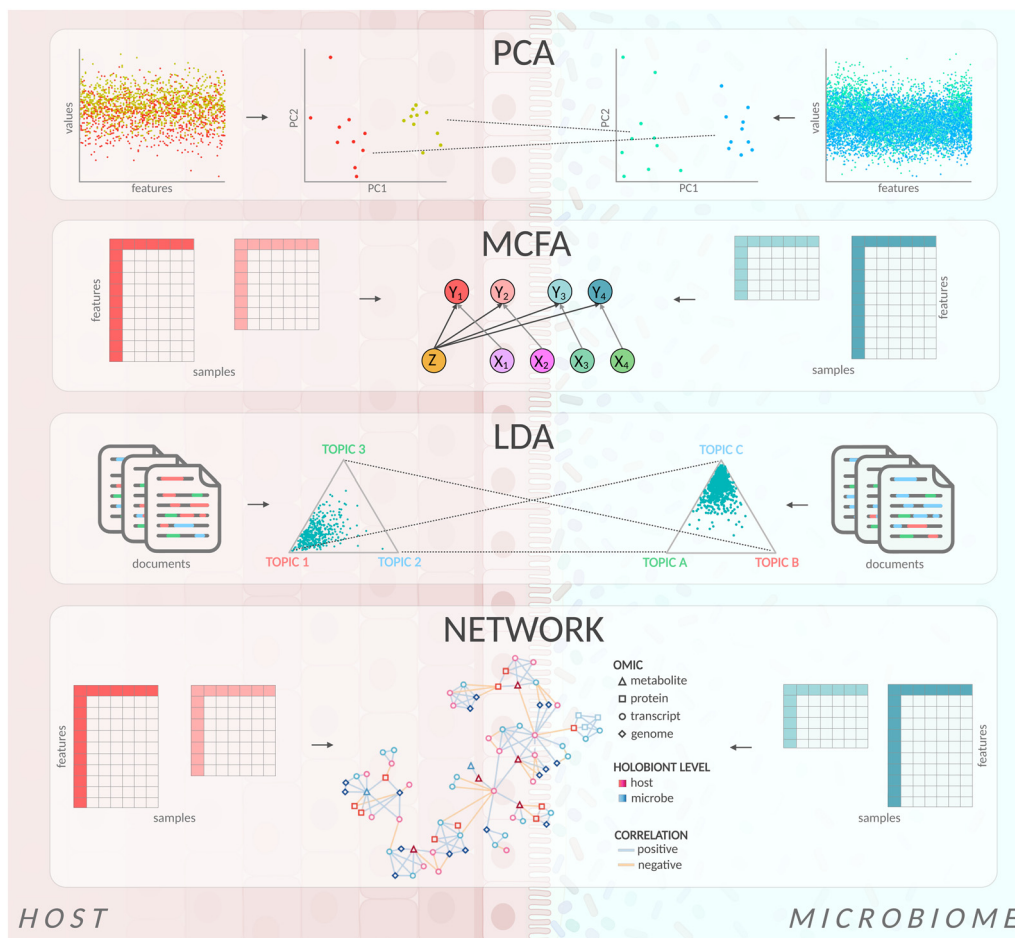 PCA
values
features
PC2
PC1
PC2
PC1
values
features
MCFA
features
samples
Y1 Y2 Y3 Y4
Z X1 X2 X3 X4
features
samples
LDA
documents
TOPIC 3
TOPIC 1 TOPIC 2
TOPIC C
TOPIC A TOPIC B
documents
NETWORK
features
samples
OMIC
metabolite
protein
transcript
genome
HOLOBIONT LEVEL
host
microbe
CORRELATION
positive
negative
features
samples
HOST
MICROBIOME